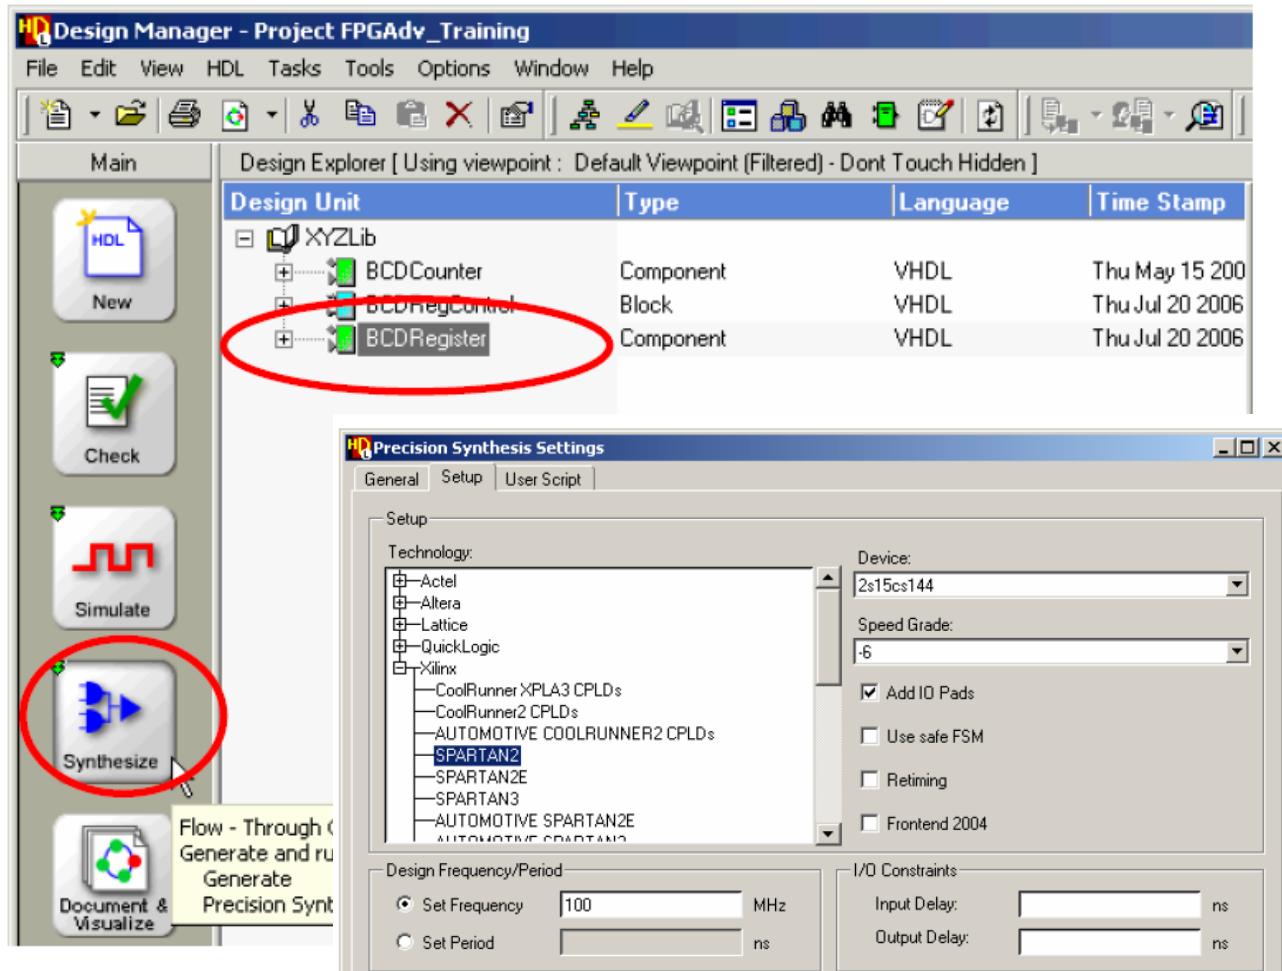 Design Manager - Project FPGAdv_Training
File Edit View HDL Tasks Tools Options Window Help
Main
Design Explorer [ Using viewpoint : Default Viewpoint (Filtered) - Dont Touch Hidden ]
Design Unit Type Language Time Stamp
XYZLib
BCDCounter Component VHDL Thu May 15 200
BCDRegControl Block VHDL Thu Jul 20 2006
BCDRegister Component VHDL Thu Jul 20 2006
HDL
New
Check
Simulate
Synthesize
Flow - Through
Generate and ru
Generate
Precision Synt
Document &
Visualize
Precision Synthesis Settings
General Setup User Script
Setup
Technology:
Actel
Altera
Lattice
QuickLogic
Xilinx
CoolRunner XPLA3 CPLDs
CoolRunner2 CPLDs
AUTOMOTIVE COOLRUNNER2 CPLDs
SPARTAN2
SPARTAN2E
SPARTAN3
AUTOMOTIVE SPARTAN2E
Device:
2s15cs144
Speed Grade:
-6
Add IO Pads
Use safe FSM
Retiming
Frontend 2004
Design Frequency/Period
Set Frequency 100 MHz
Set Period ns
I/O Constraints
Input Delay: ns
Output Delay: ns